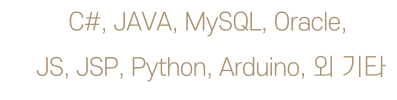 C#, JAVA, MySQL, Oracle,
JS, JSP, Python, Arduino, 외 기타